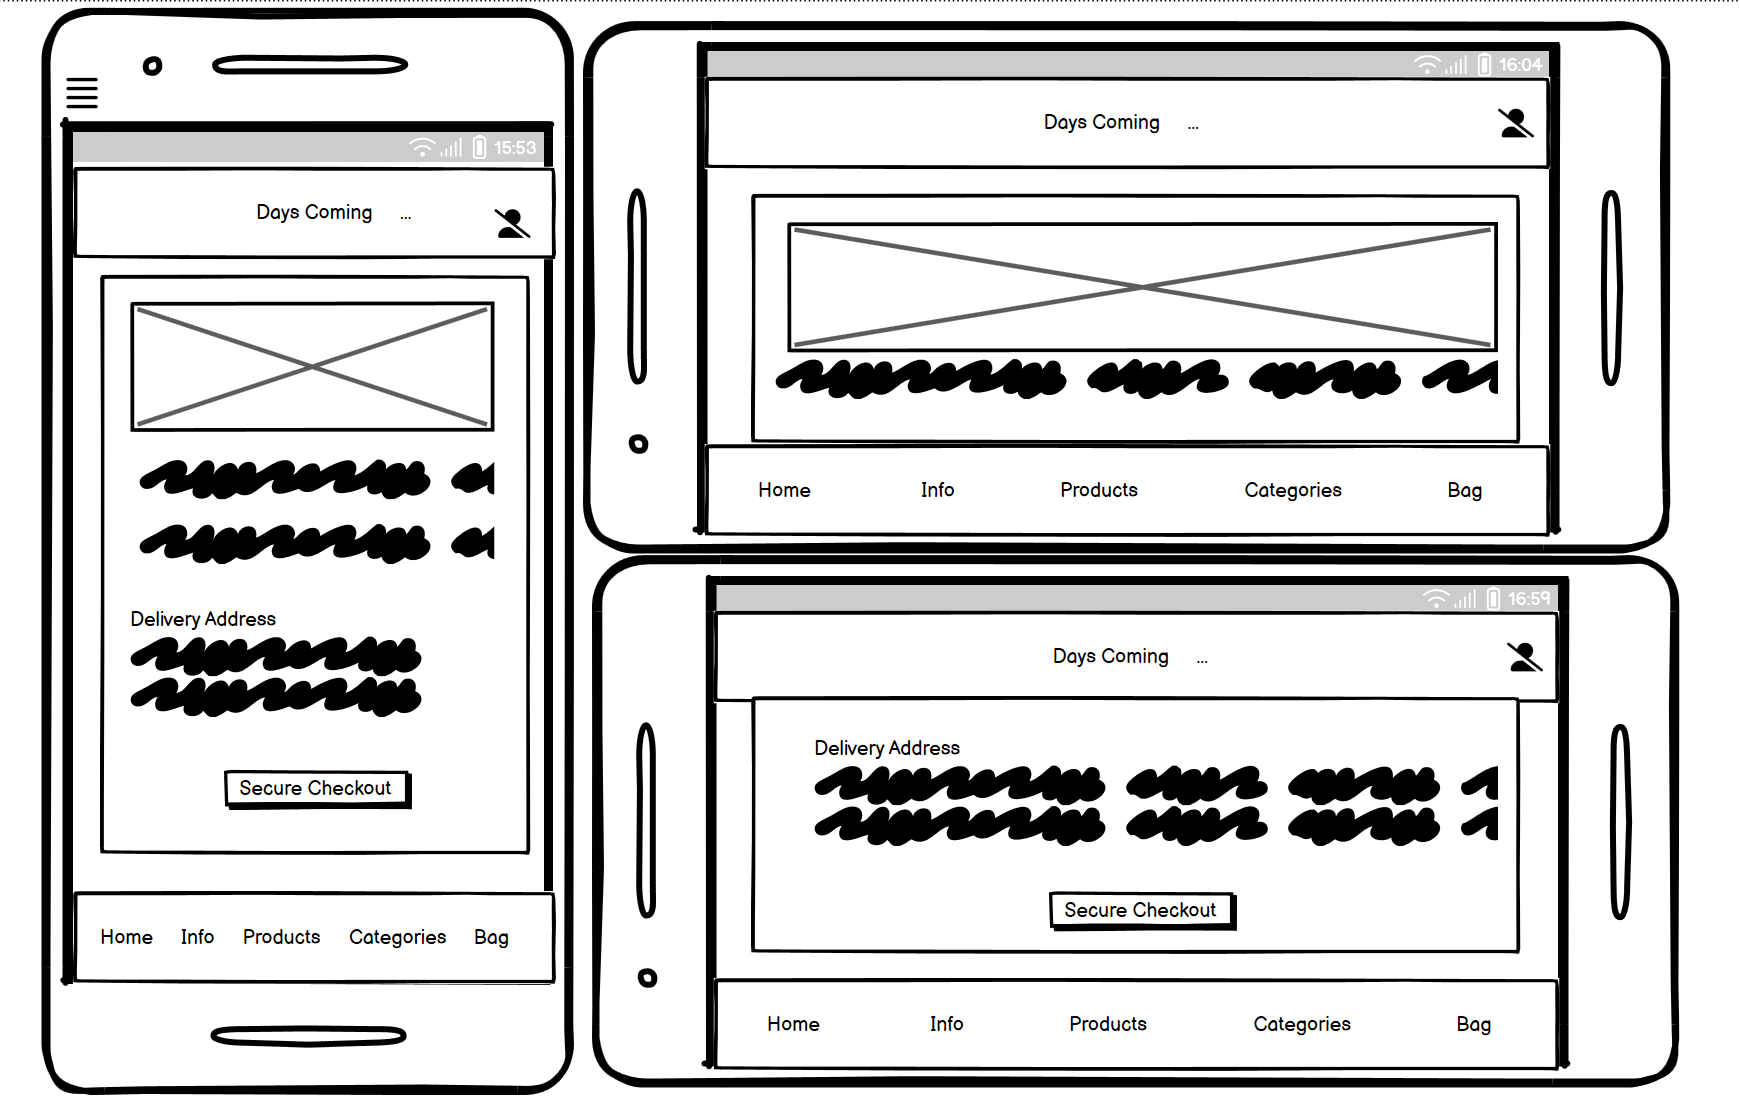 15:53
Days Coming ...
Delivery Address
Secure Checkout
Home Info Products Categories Bag
16:04
Days Coming ...
Home Info Products Categories Bag
16:59
Days Coming ...
Delivery Address
Secure Checkout
Home Info Products Categories Bag